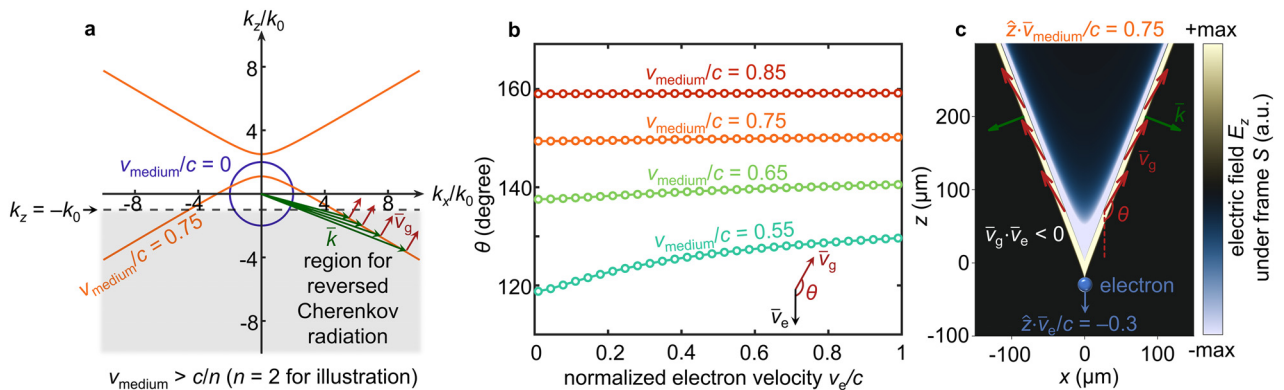 a
k_z/k_0
8
4
v_medium/c = 0
k_x/k_0
k_z = −k_0
-8
-4
4
8
v̄_g
k̄
v_medium/c = 0.75
-4
-8
region for
reversed
Cherenkov
radiation
v_medium > c/n (n = 2 for illustration)
b
θ (degree)
160
140
120
v_medium/c = 0.85
v_medium/c = 0.75
v_medium/c = 0.65
v_medium/c = 0.55
v̄_g
θ
v̄_e
0
0.2
0.4
0.6
0.8
1
normalized electron velocity v_e/c
c
ẑ·v̄_medium/c = 0.75
z (μm)
200
100
0
-100
k̄
v̄_g
θ
v̄_g·v̄_e < 0
electron
ẑ·v̄_e/c = −0.3
-100
0
100
x (μm)
+max
-max
electric field E_z
under frame S (a.u.)